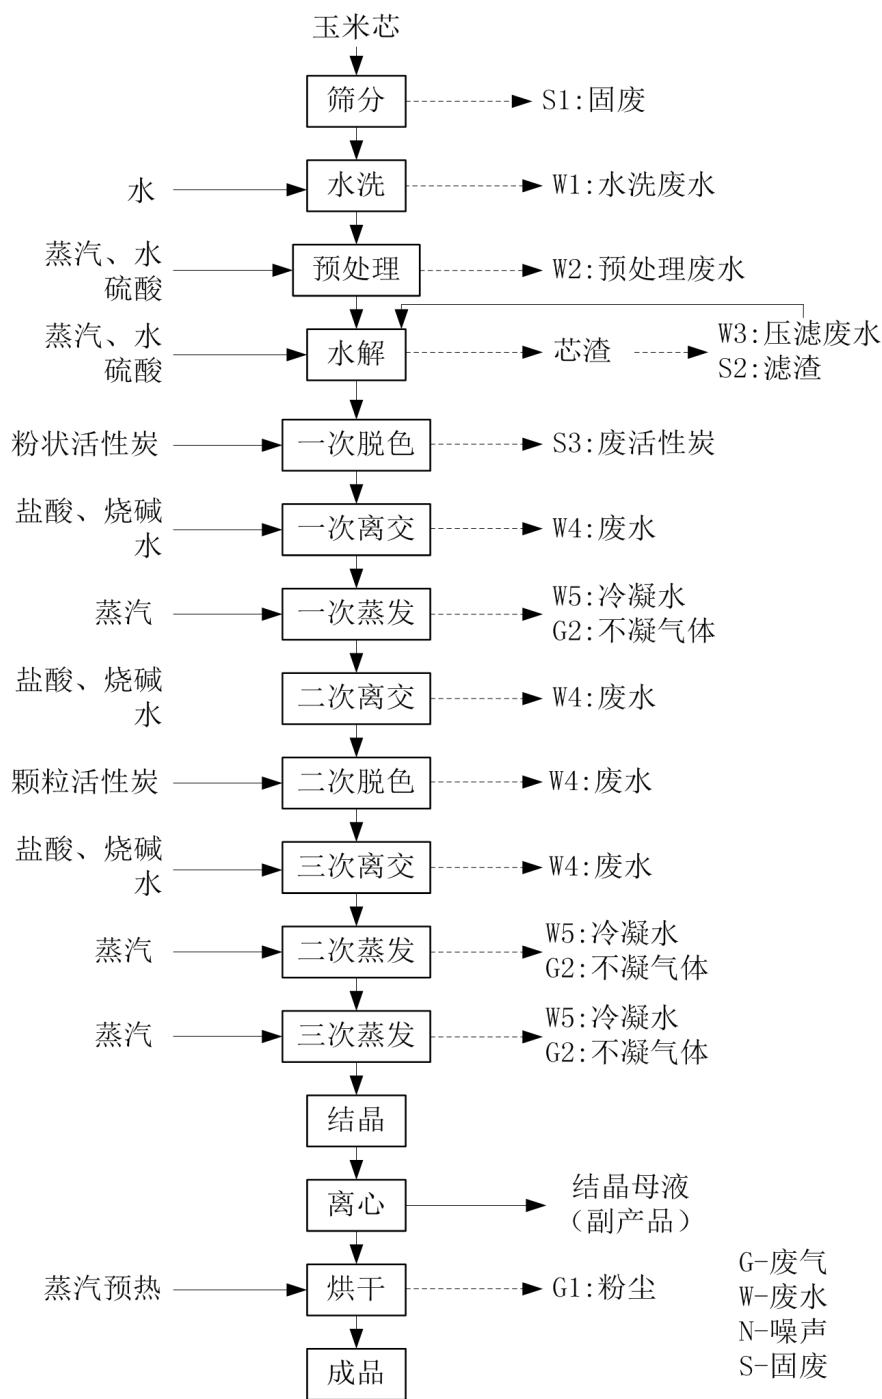 玉米芯
筛分
S1:固废
水
水洗
W1:水洗废水
蒸汽、水
硫酸
预处理
W2:预处理废水
蒸汽、水
硫酸
水解
芯渣
W3:压滤废水
S2:滤渣
粉状活性炭
一次脱色
S3:废活性炭
盐酸、烧碱
水
一次离交
W4:废水
蒸汽
一次蒸发
W5:冷凝水
G2:不凝气体
盐酸、烧碱
水
二次离交
W4:废水
颗粒活性炭
二次脱色
W4:废水
盐酸、烧碱
水
三次离交
W4:废水
蒸汽
二次蒸发
W5:冷凝水
G2:不凝气体
蒸汽
三次蒸发
W5:冷凝水
G2:不凝气体
结晶
离心
结晶母液
（副产品）
蒸汽预热
烘干
G1:粉尘
成品
G-废气
W-废水
N-噪声
S-固废